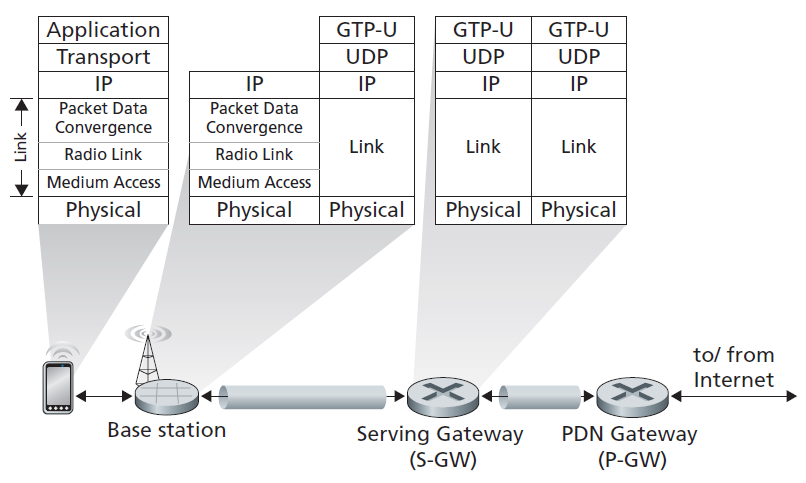 Application
Transport
IP
Packet Data
Convergence
Radio Link
Medium Access
Physical
Link
IP
Packet Data
Convergence
Radio Link
Medium Access
Physical
GTP-U
UDP
IP
Link
Physical
GTP-U
UDP
IP
Link
Physical
GTP-U
UDP
IP
Link
Physical
Base station
Serving Gateway
(S-GW)
PDN Gateway
(P-GW)
to/ from
Internet